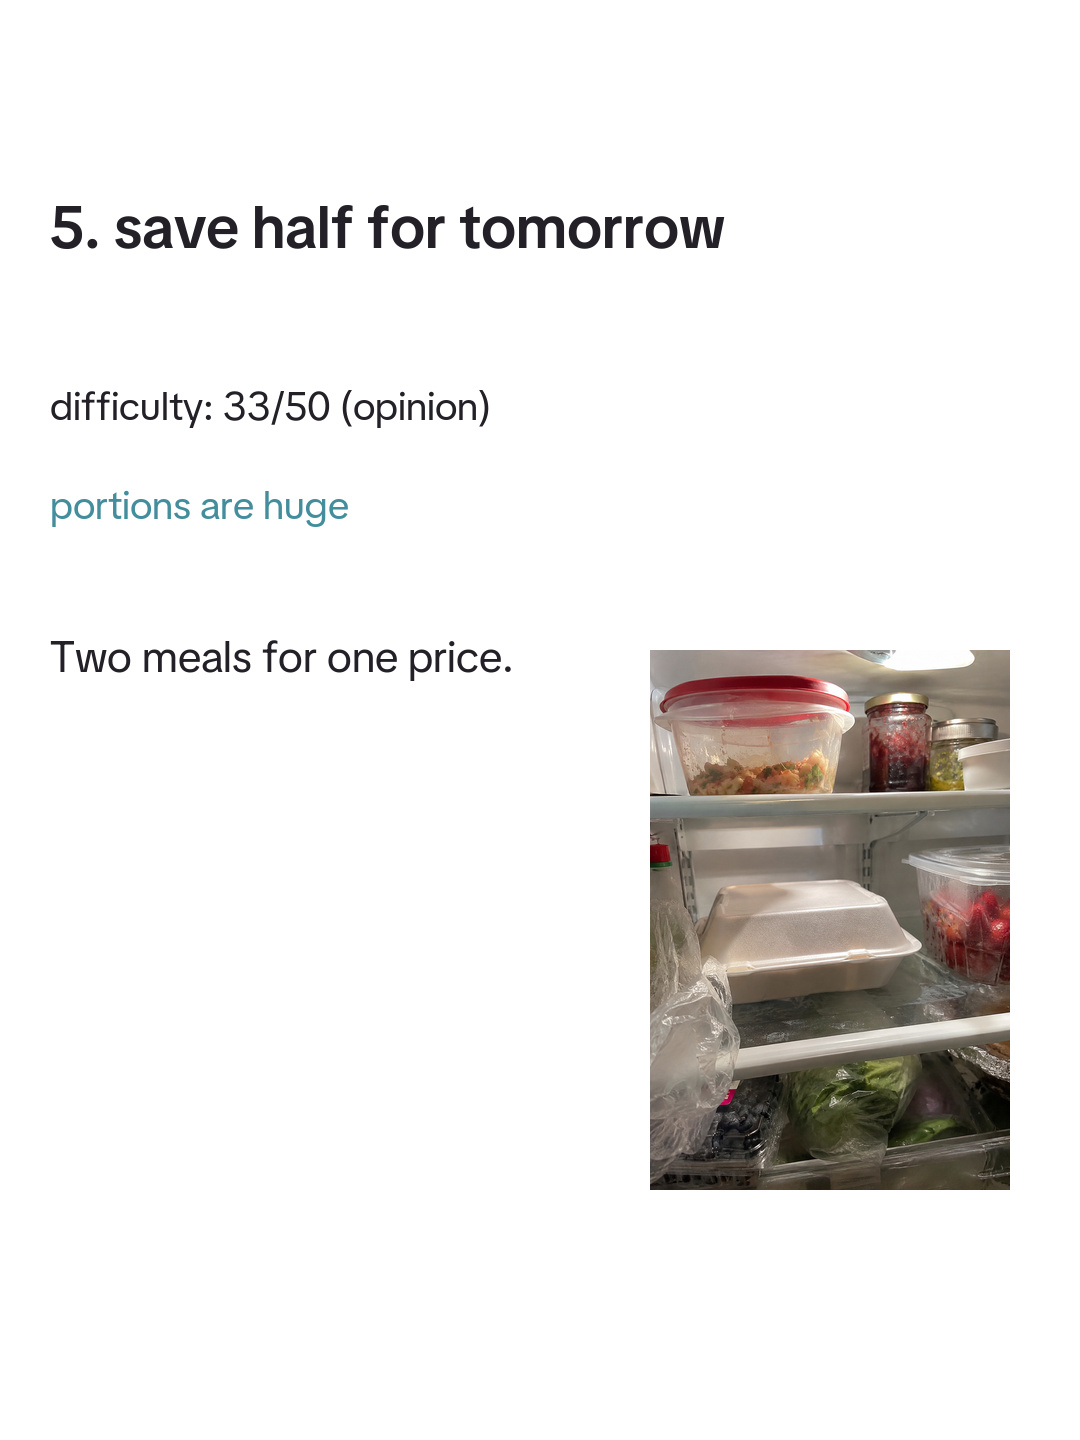 5. save half for tomorrow
difficulty: 33/50 (opinion)
portions are huge
Two meals for one price.